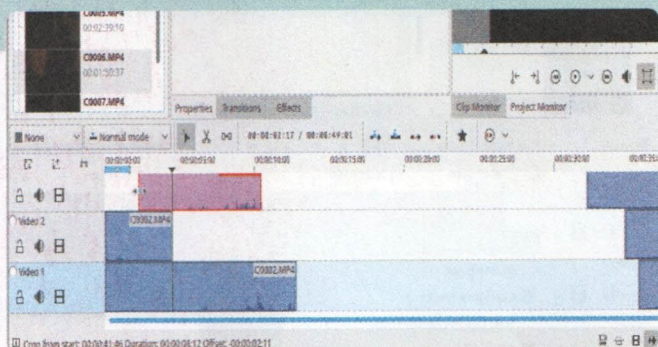 C0005.MP4
00:02:39:10
C0006.MP4
00:01:50:37
C0007.MP4
Properties Transitions Effects
Clip Monitor Project Monitor
None Normal mode 00:00:03:17 / 00:00:49:01
00:00:00:00 00:00:05:00 00:00:10:00 00:00:15:00 00:00:20:00 00:00:25:00 00:00:30:00
Video 2
C0002.MP4
Video 1
C0002.MP4
Crop from start: 00:00:41:46 Duration: 00:00:08:12 Offset: -00:00:02:11